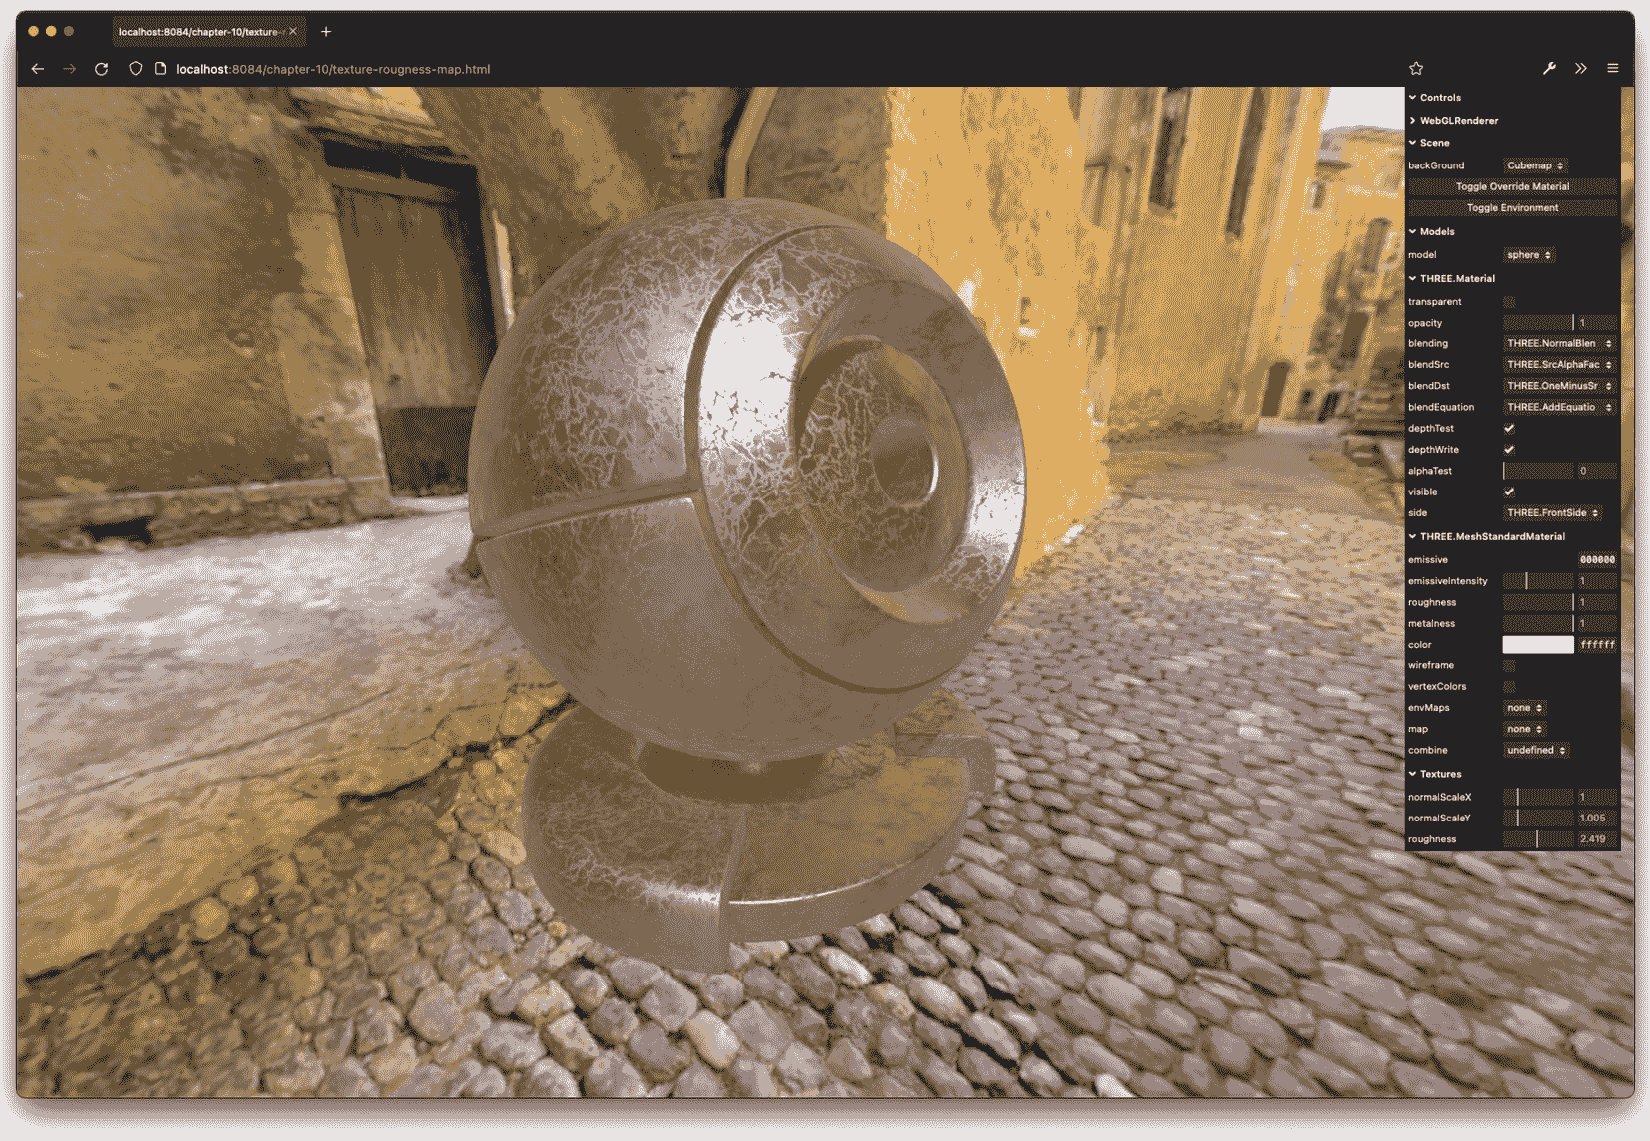 localhost:8084/chapter-10/texture-r
localhost:8084/chapter-10/texture-rougness-map.html
Controls
WebGLRenderer
Scene
backGround Cubemap
Toggle Override Material
Toggle Environment
Models
model sphere
THREE.Material
transparent
opacity 1
blending THREE.NormalBlen
blendSrc THREE.SrcAlphaFac
blendDst THREE.OneMinusSr
blendEquation THREE.AddEquatio
depthTest
depthWrite
alphaTest 0
visible
side THREE.FrontSide
THREE.MeshStandardMaterial
emissive 000000
emissiveIntensity 1
roughness 1
metalness 1
color ffffff
wireframe
vertexColors
envMaps none
map none
combine undefined
Textures
normalScaleX 1
normalScaleY 1.005
roughness 2.419